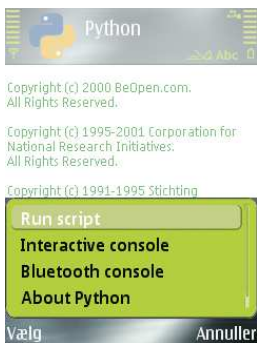 Python
Abc
Copyright (c) 2000 BeOpen.com.
All Rights Reserved.
Copyright (c) 1995-2001 Corporation for
National Research Initiatives.
All Rights Reserved.
Copyright (c) 1991-1995 Stichting
Run script
Interactive console
Bluetooth console
About Python
Vælg Annuller